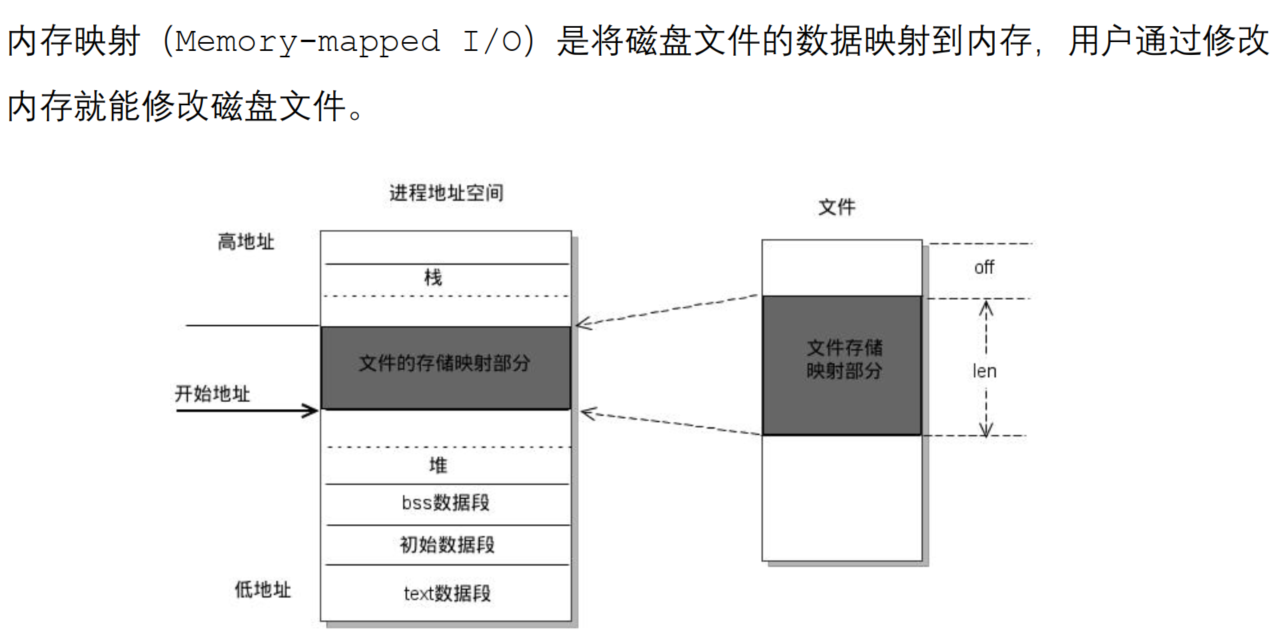 内存映射（Memory-mapped I/O）是将磁盘文件的数据映射到内存，用户通过修改
内存就能修改磁盘文件。
进程地址空间
文件
高地址
栈
off
文件的存储映射部分
文件存储
映射部分
len
开始地址
堆
bss数据段
初始数据段
低地址
text数据段